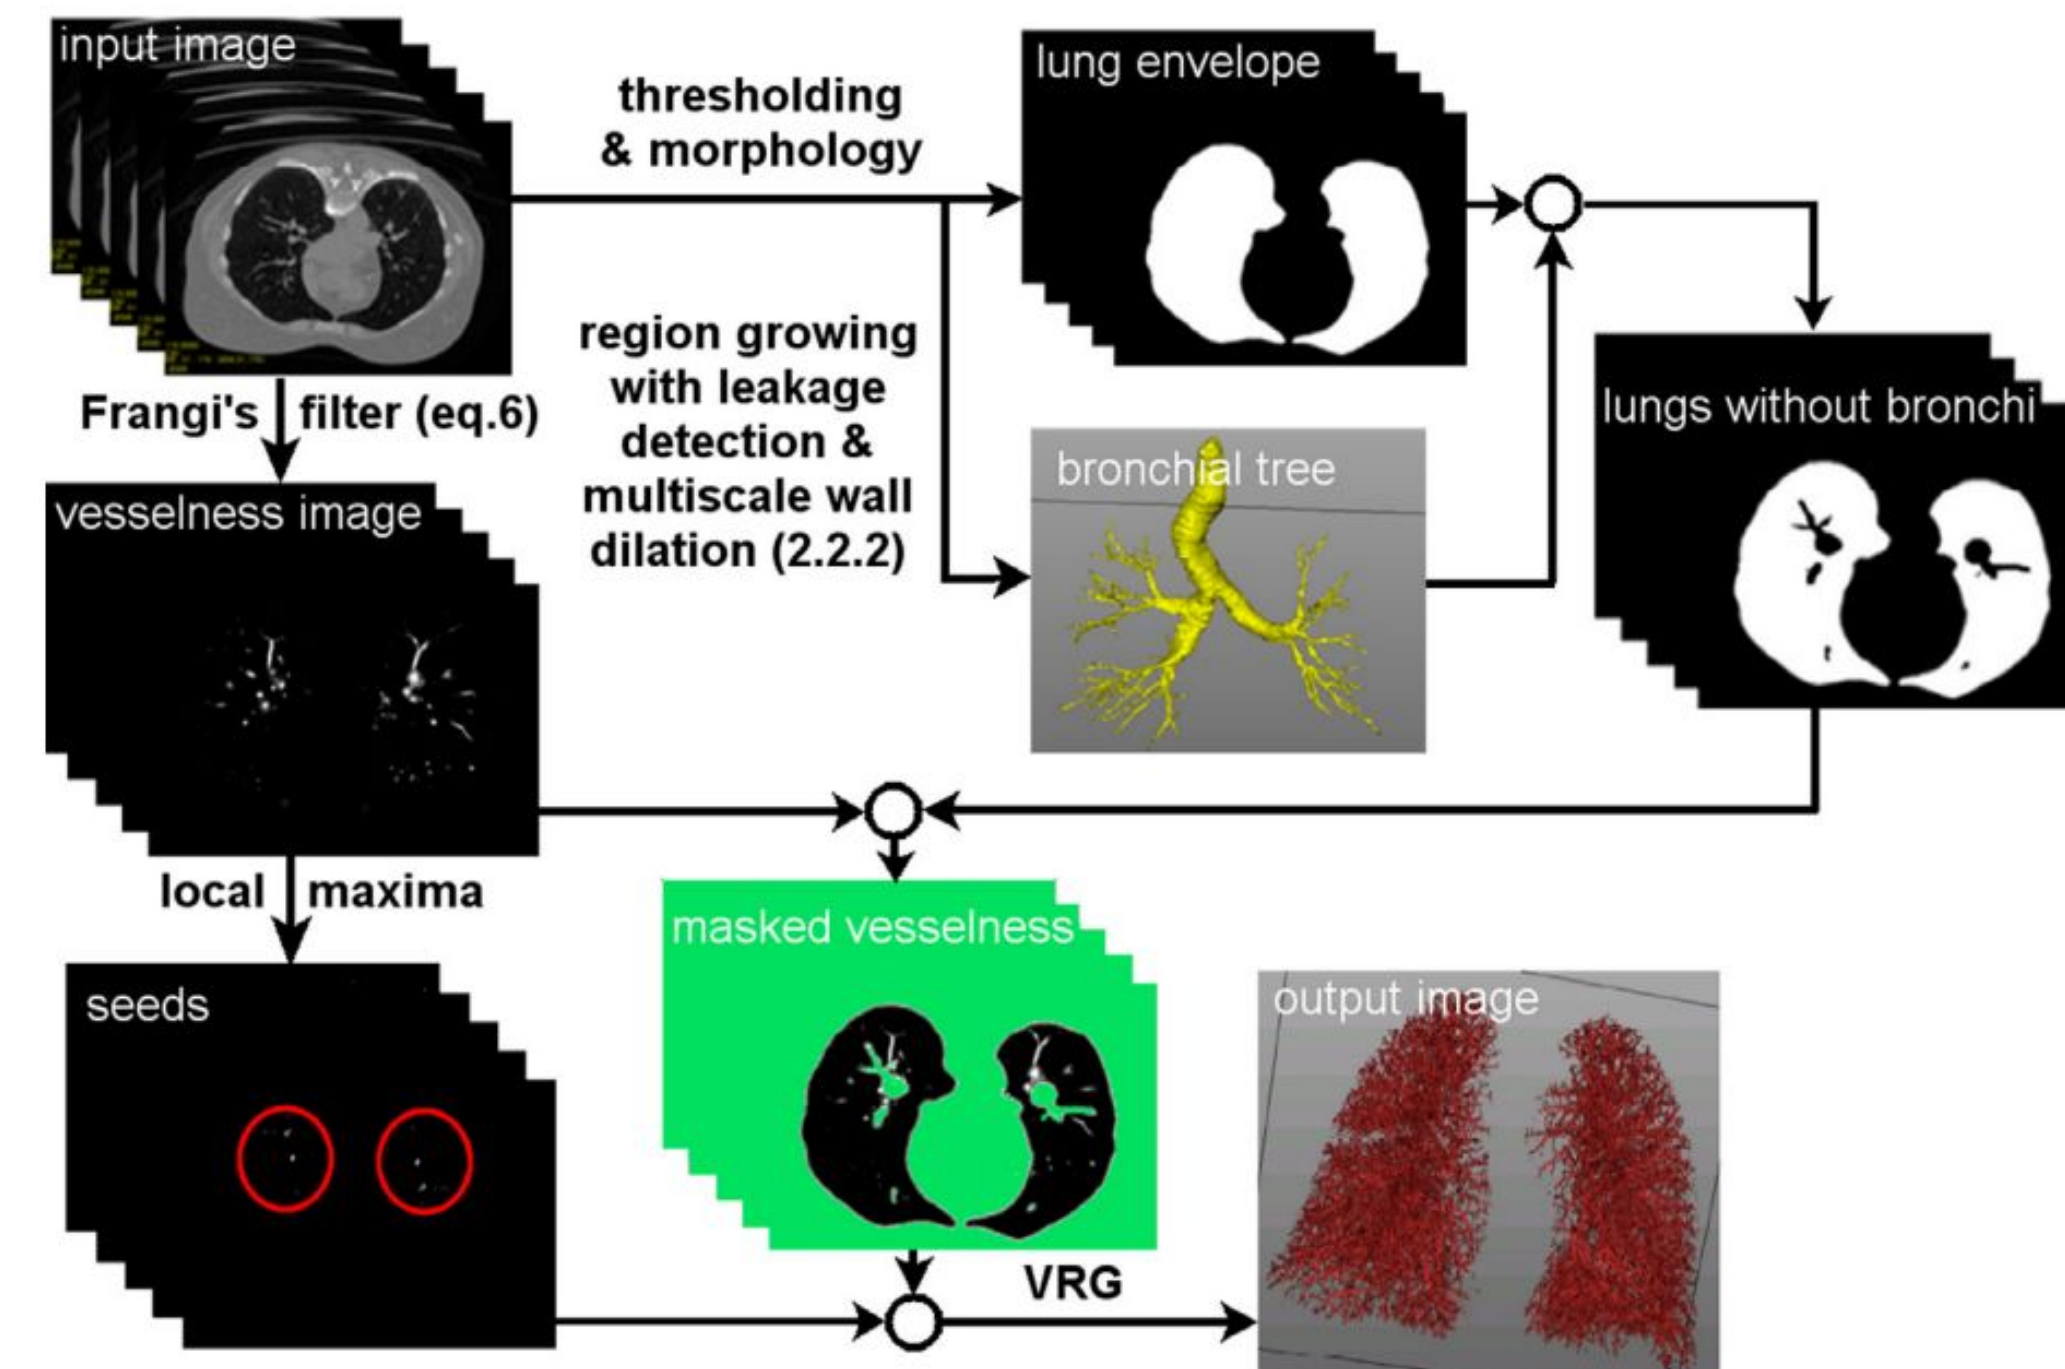 input image
thresholding
& morphology
lung envelope
Frangi's filter (eq.6)
region growing
with leakage
detection &
multiscale wall
dilation (2.2.2)
bronchial tree
lungs without bronchi
vesselness image
local maxima
seeds
masked vesselness
VRG
output image